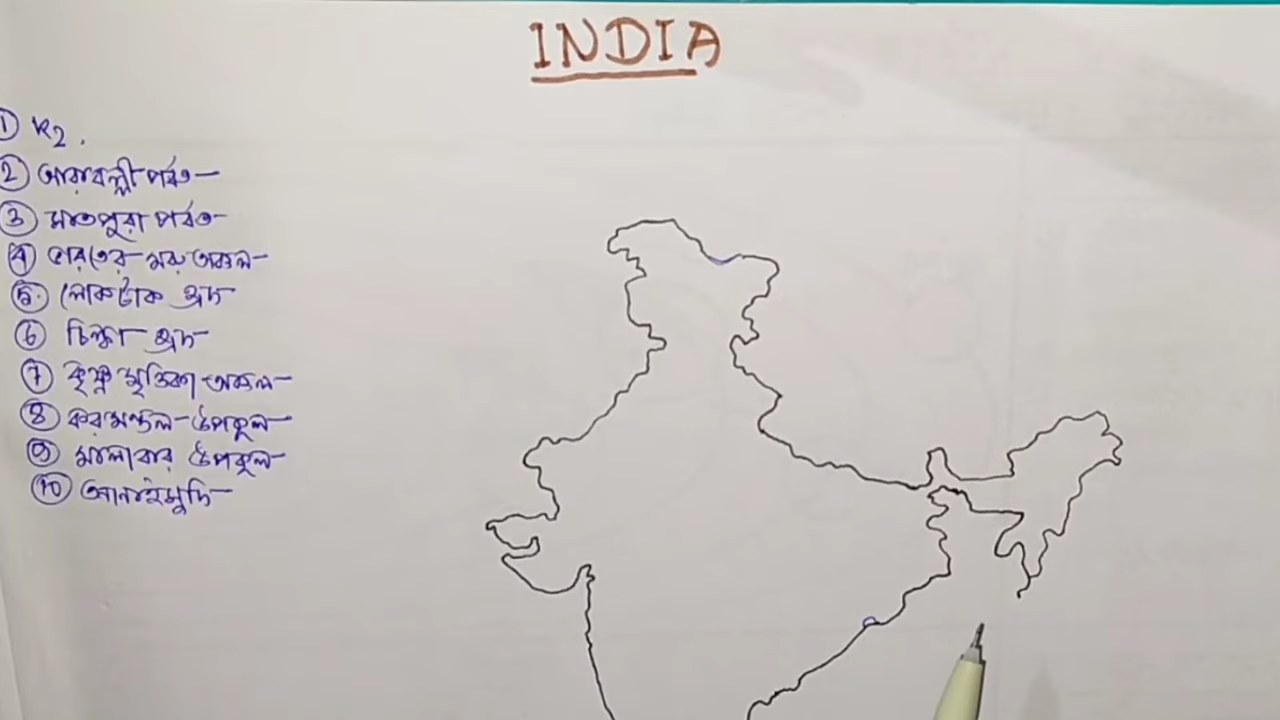 INDIA
① K2.
② আরাবল্লী পর্বত
③ সাতপুরা পর্বত
④ ভারতের মরু অঞ্চল
⑤ লোকটাক হ্রদ
⑥ চিল্কা হ্রদ
⑦ কৃষ্ণ মৃত্তিকা অঞ্চল
⑧ করমন্ডল উপকূল
⑨ মালাবার উপকূল
⑩ আনাইমুদি